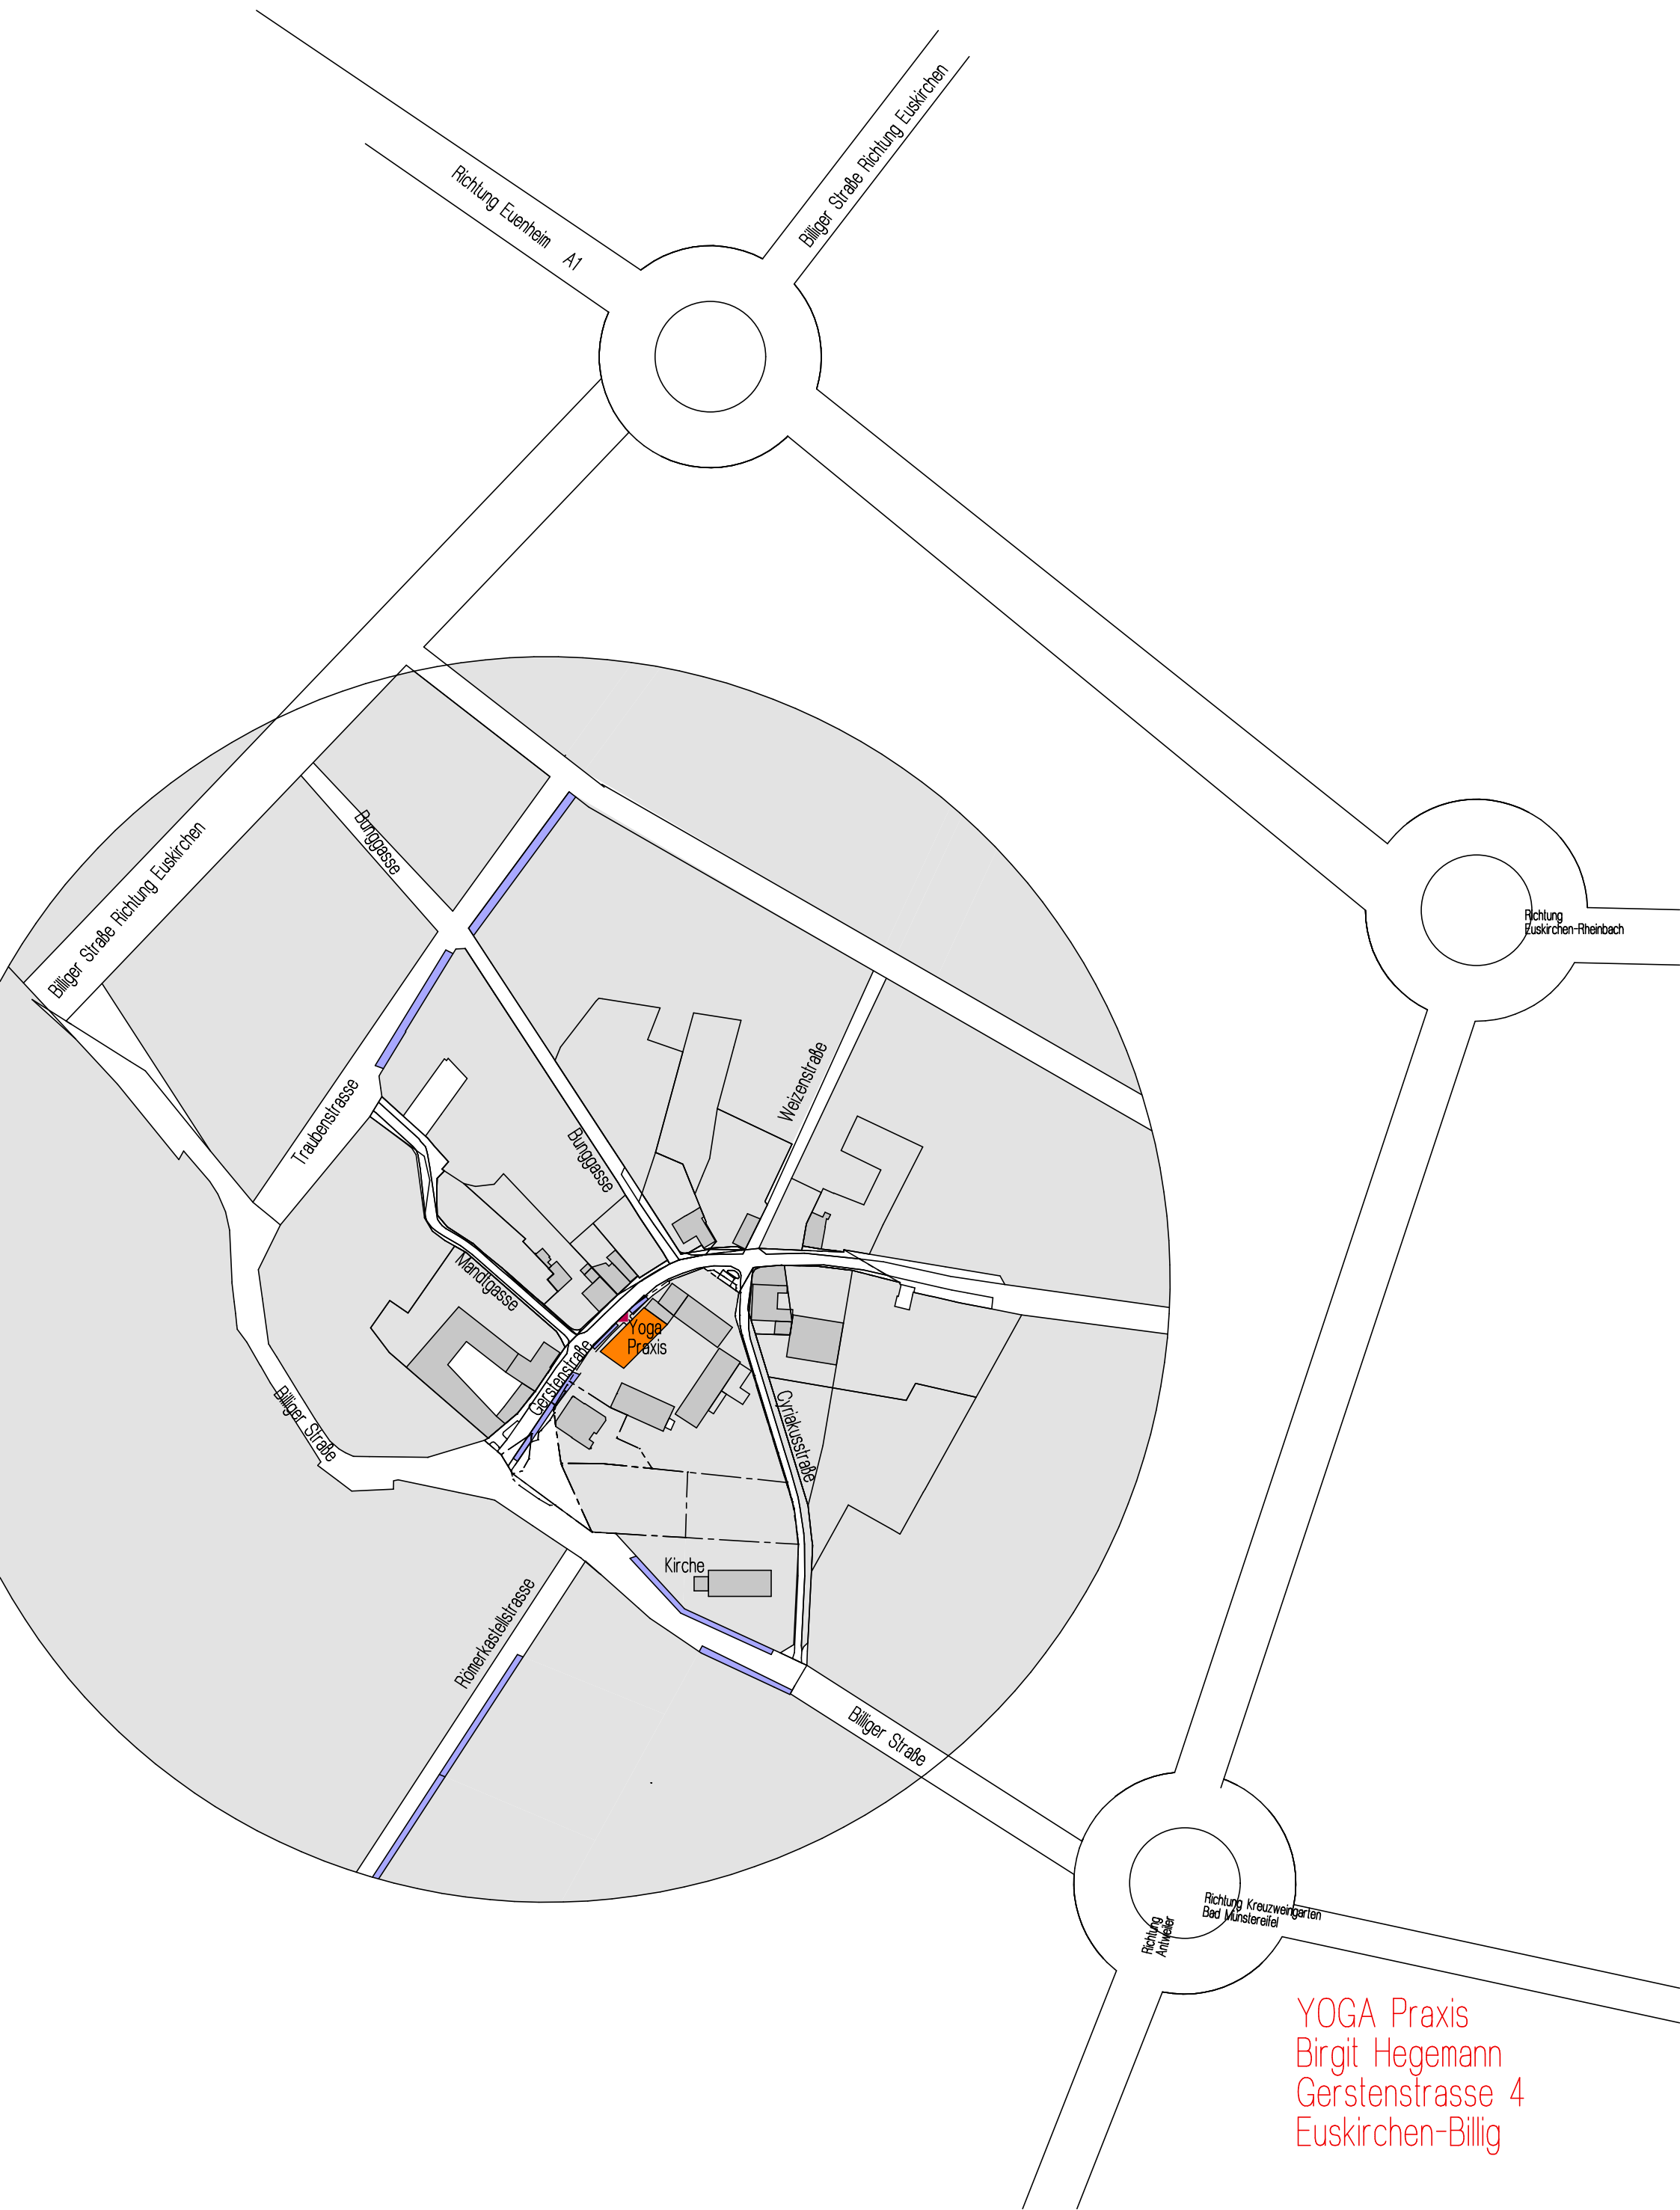 Billiger Straße Richtung Euskirchen
Richtung Euenheim A1
Bunggasse
Billiger Straße Richtung Euskirchen
Richtung
Euskirchen-Rheinbach
Weizenstraße
Traubenstrasse
Bunggasse
Mandtgasse
Yoga
Praxis
Gerstenstraße
Billiger Straße
Cyriakusstraße
Kirche
Römerkastellstrasse
Billiger Straße
Richtung Kreuzweingarten
Bad Münstereifel
Richtung
Antweiler
YOGA Praxis
Birgit Hegemann
Gerstenstrasse 4
Euskirchen-Billig